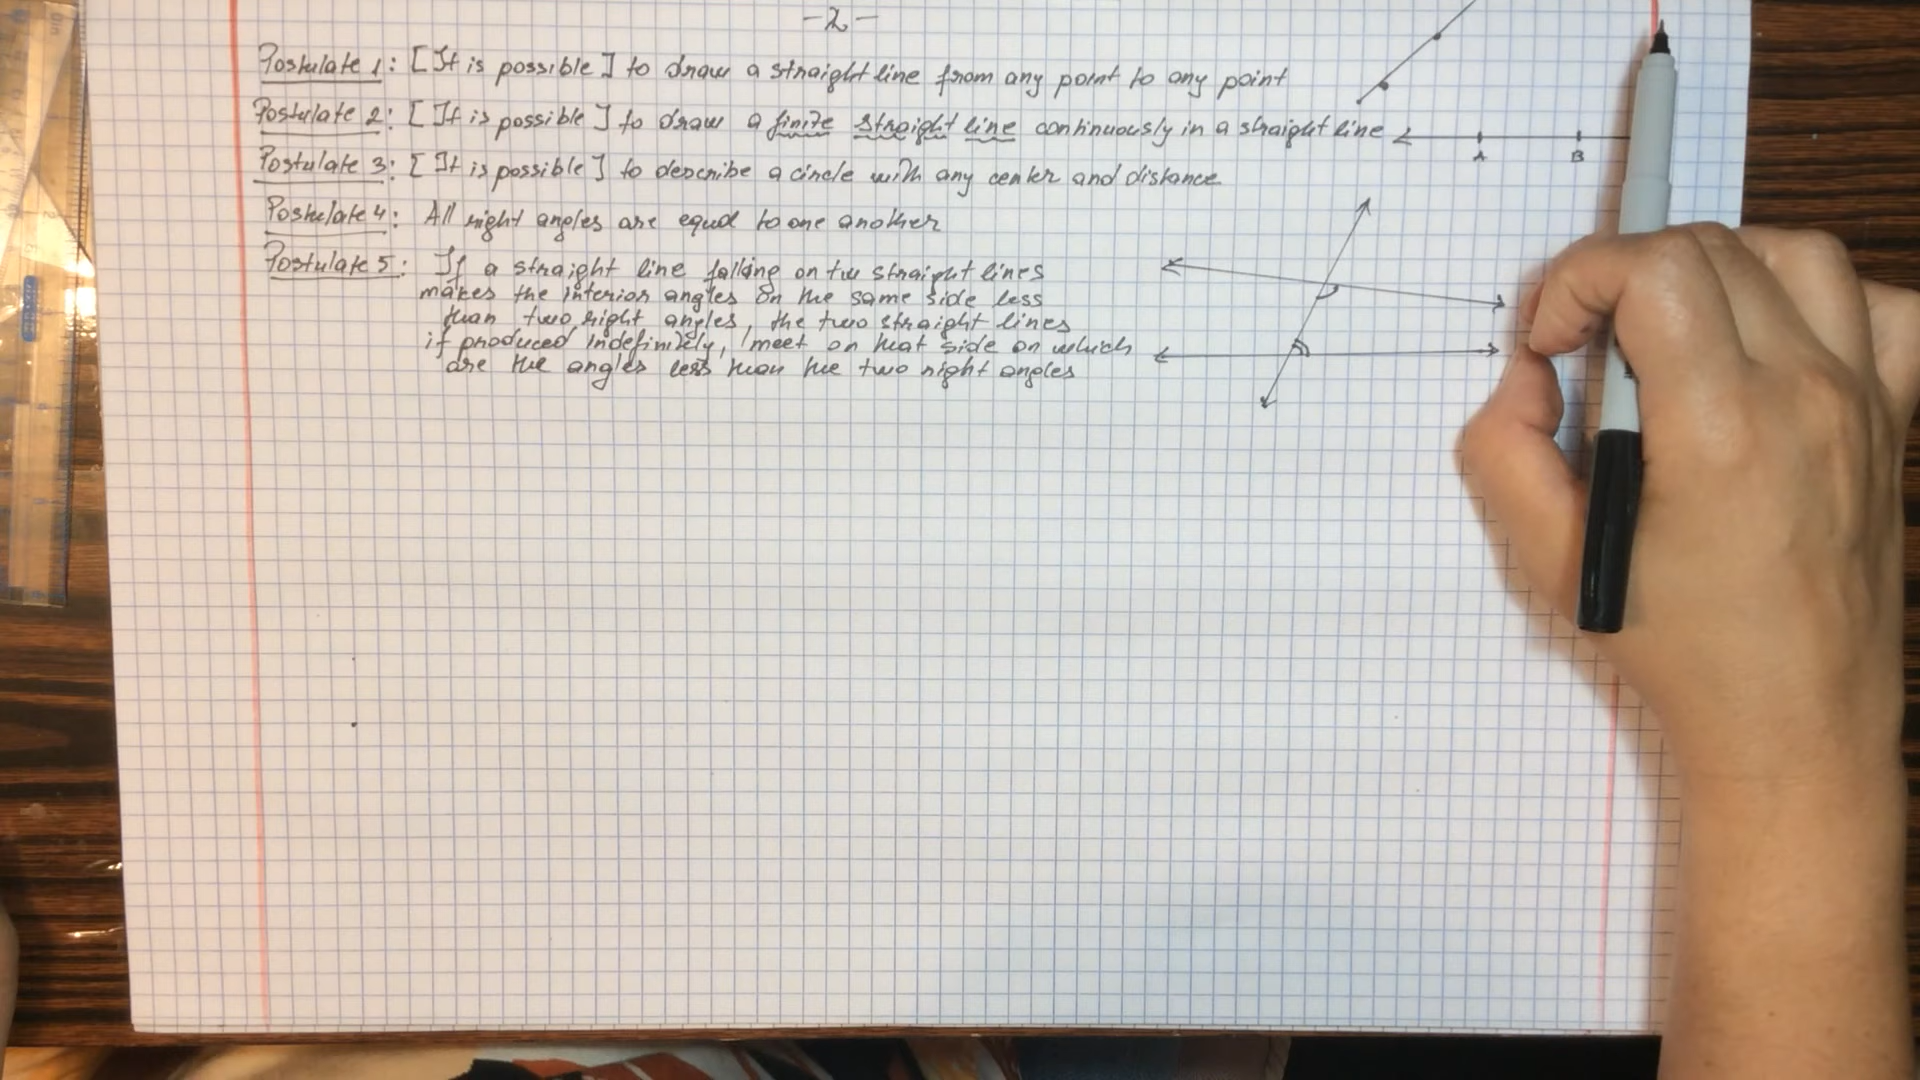 -2-
Postulate 1: [It is possible] to draw a straight line from any point to any point
Postulate 2: [It is possible] to draw a finite straight line continuously in a straight line
A B
Postulate 3: [It is possible] to describe a circle with any center and distance
Postulate 4: All right angles are equal to one another
Postulate 5: If a straight line falling on two straight lines
makes the interior angles on the same side less
than two right angles, the two straight lines
if produced indefinitely, meet on that side on which
are the angles less than the two right angles